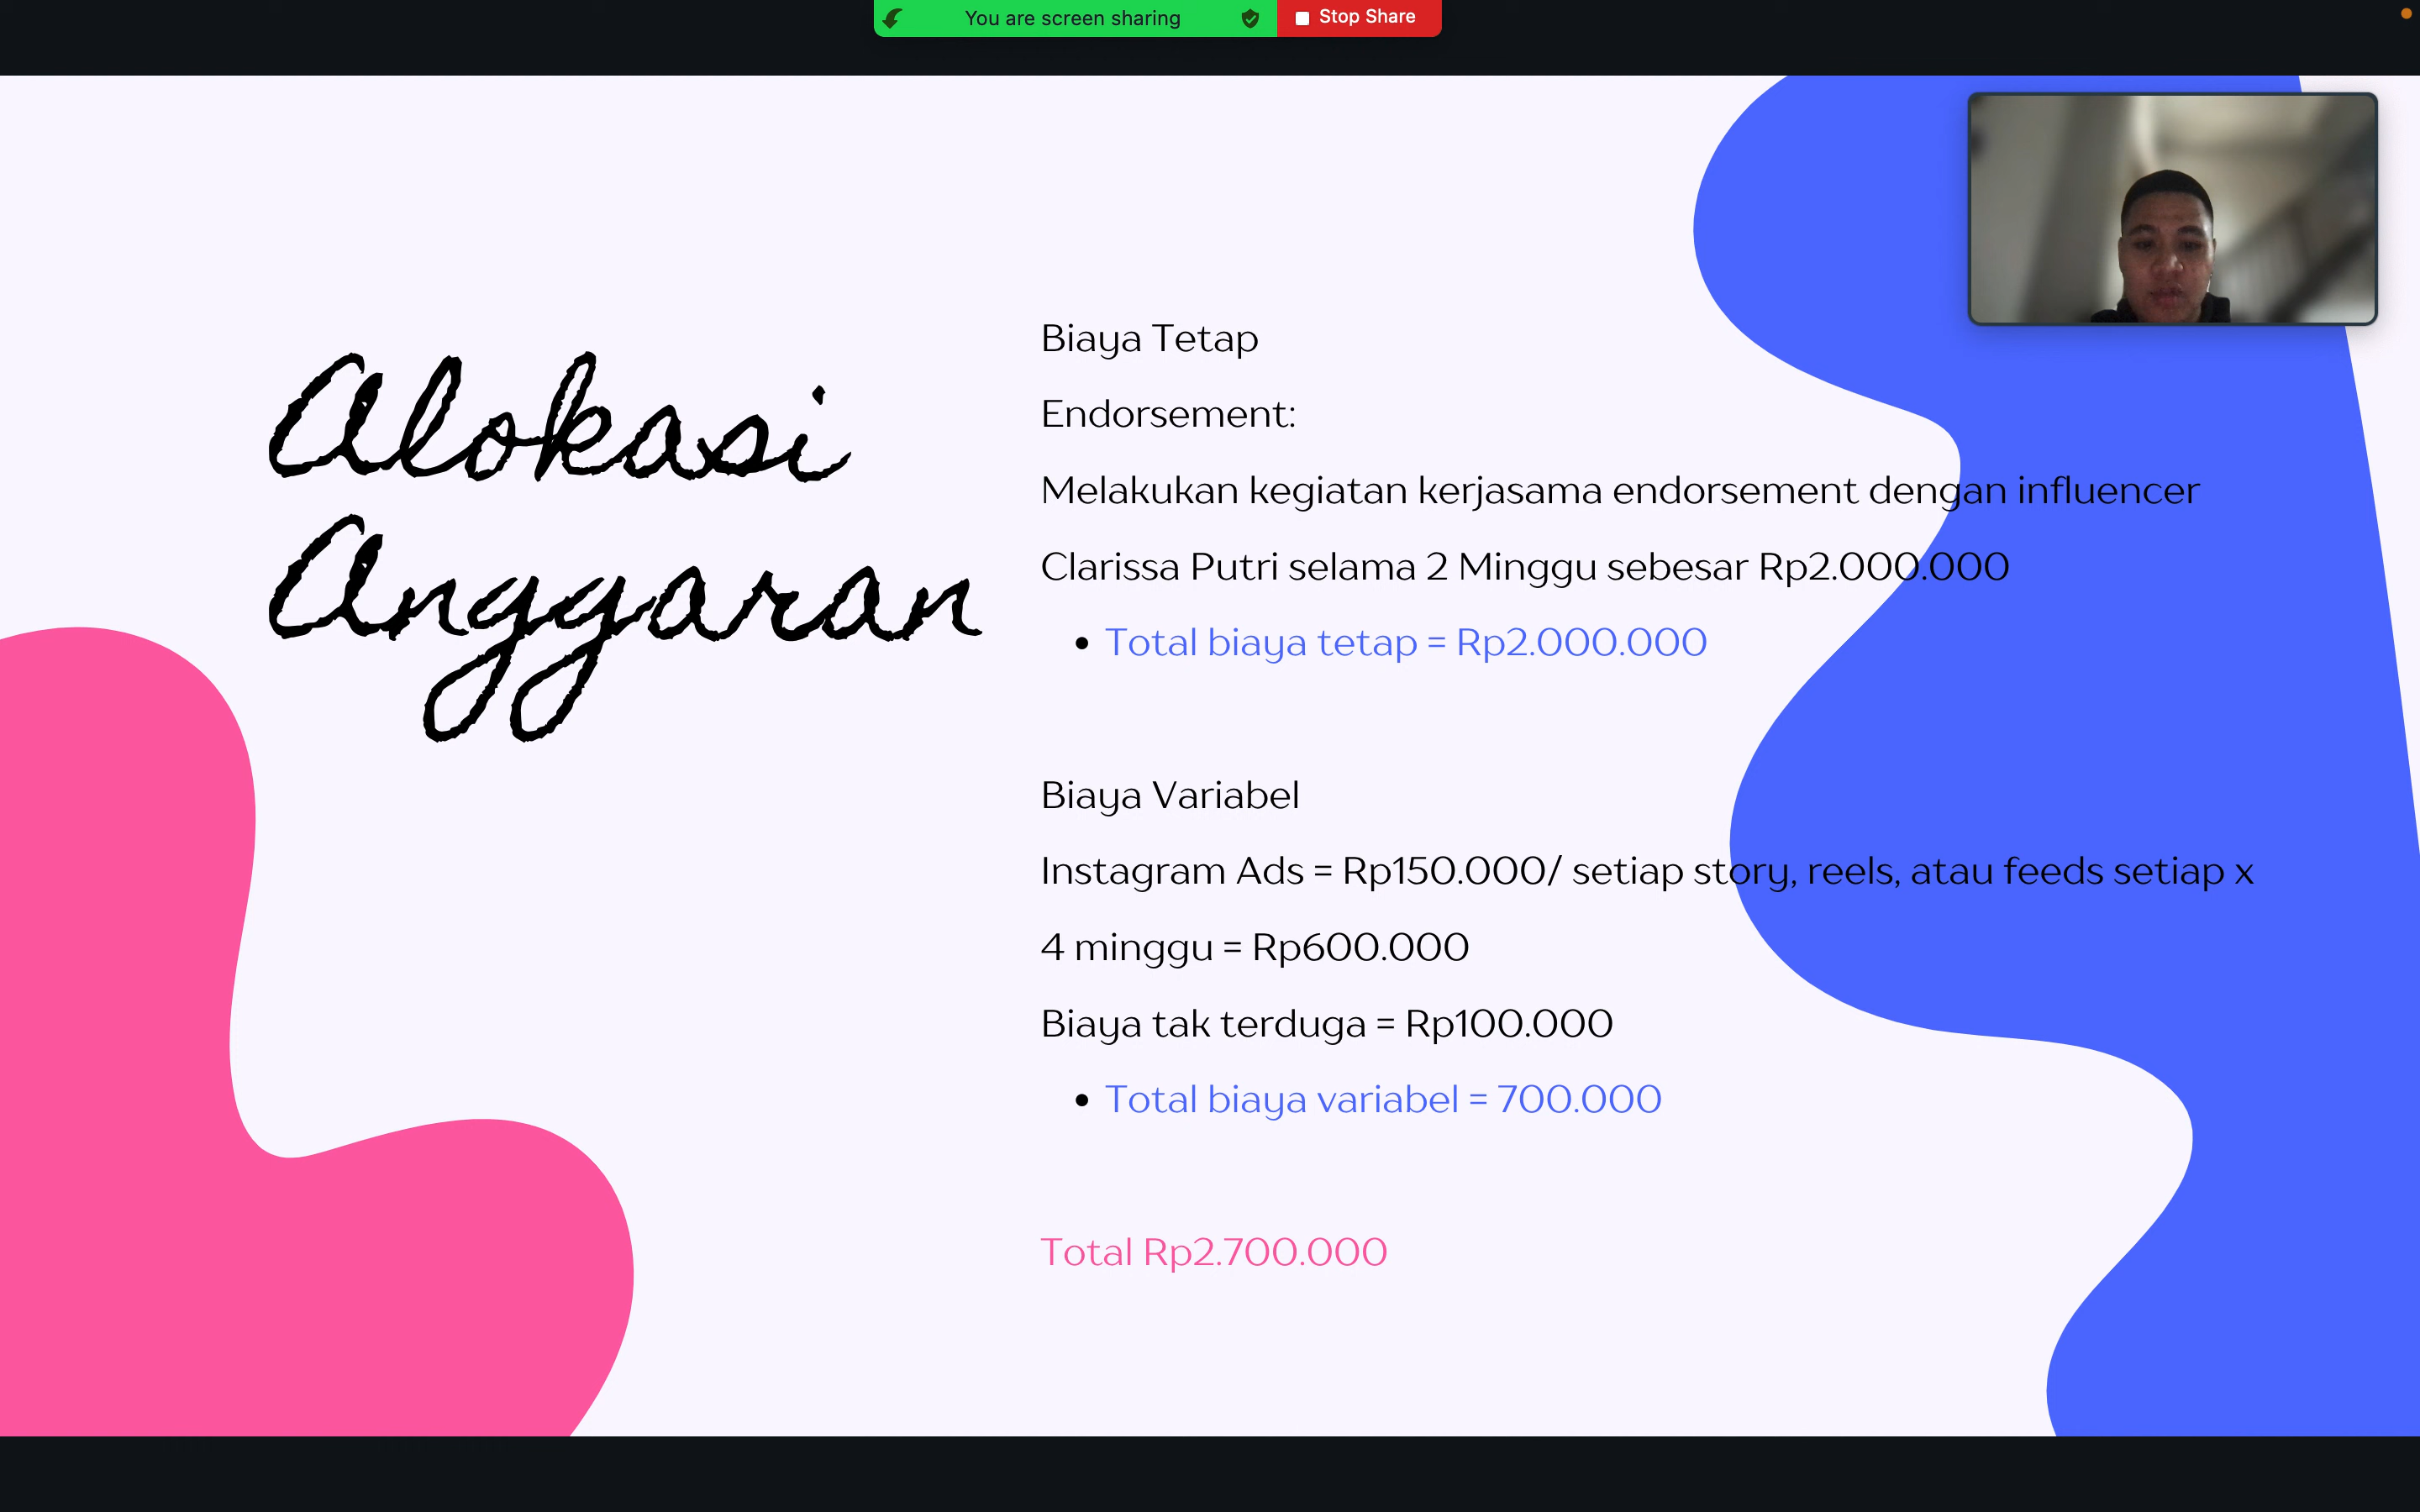 You are screen sharing
Stop Share
Alokasi
Anggaran
Biaya Tetap
Endorsement:
Melakukan kegiatan kerjasama endorsement dengan influencer
Clarissa Putri selama 2 Minggu sebesar Rp2.000.000
• Total biaya tetap = Rp2.000.000
Biaya Variabel
Instagram Ads = Rp150.000/ setiap story, reels, atau feeds setiap x
4 minggu = Rp600.000
Biaya tak terduga = Rp100.000
• Total biaya variabel = 700.000
Total Rp2.700.000